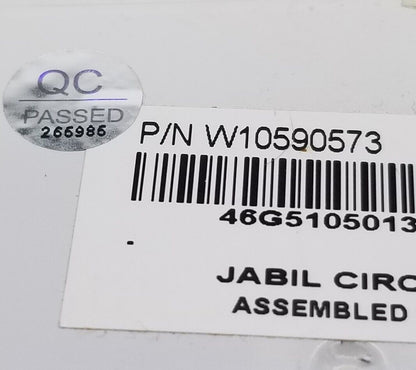 QC
PASSED
265985
P/N W10590573
46G5105013
JABIL CIRC
ASSEMBLED